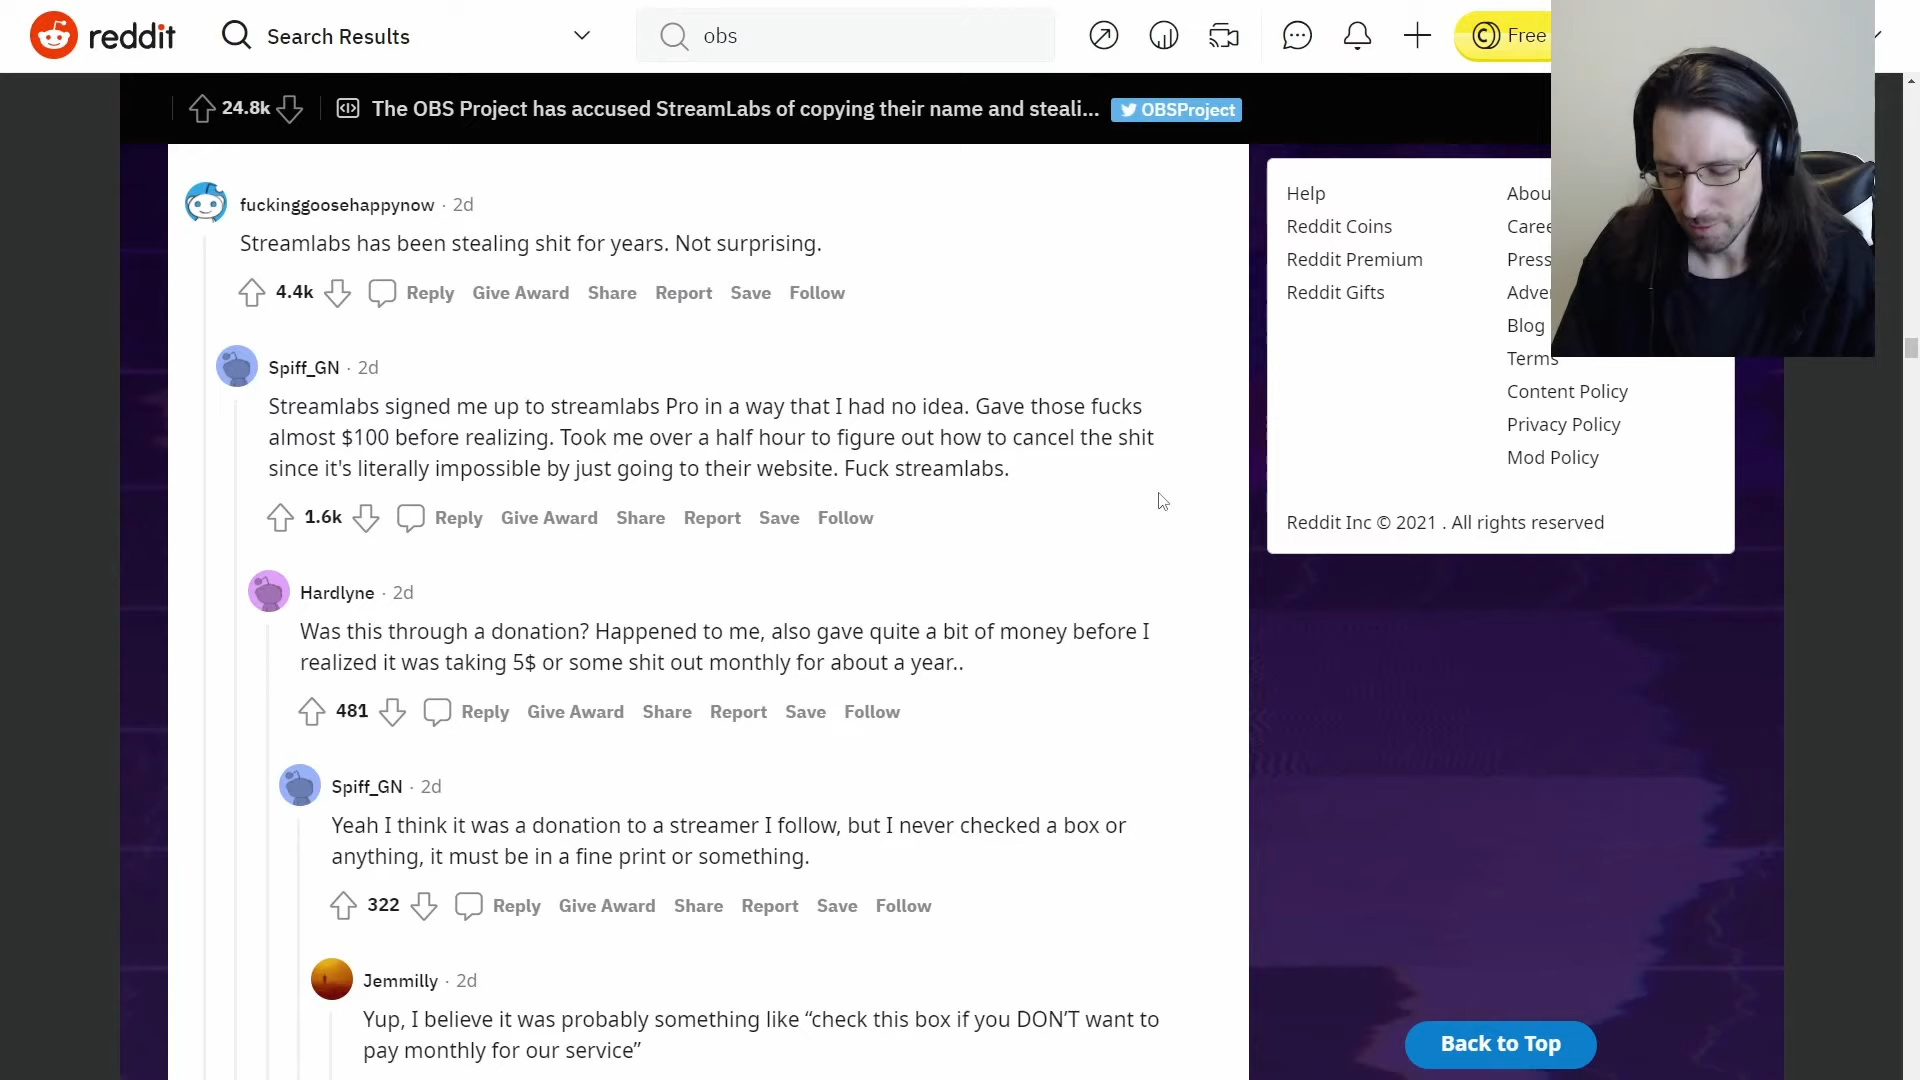 reddit
Search Results
obs
Free
24.8k
The OBS Project has accused StreamLabs of copying their name and steali...
OBSProject
fuckinggoosehappynow · 2d
Streamlabs has been stealing shit for years. Not surprising.
4.4k Reply Give Award Share Report Save Follow
Spiff_GN · 2d
Streamlabs signed me up to streamlabs Pro in a way that I had no idea. Gave those fucks
almost $100 before realizing. Took me over a half hour to figure out how to cancel the shit
since it's literally impossible by just going to their website. Fuck streamlabs.
1.6k Reply Give Award Share Report Save Follow
Hardlyne · 2d
Was this through a donation? Happened to me, also gave quite a bit of money before I
realized it was taking 5$ or some shit out monthly for about a year..
481 Reply Give Award Share Report Save Follow
Spiff_GN · 2d
Yeah I think it was a donation to a streamer I follow, but I never checked a box or
anything, it must be in a fine print or something.
322 Reply Give Award Share Report Save Follow
Jemmilly · 2d
Yup, I believe it was probably something like “check this box if you DON’T want to
pay monthly for our service”
Help
Reddit Coins
Reddit Premium
Reddit Gifts
Abou
Caree
Press
Adve
Blog
Terms
Content Policy
Privacy Policy
Mod Policy
Reddit Inc © 2021 . All rights reserved
Back to Top